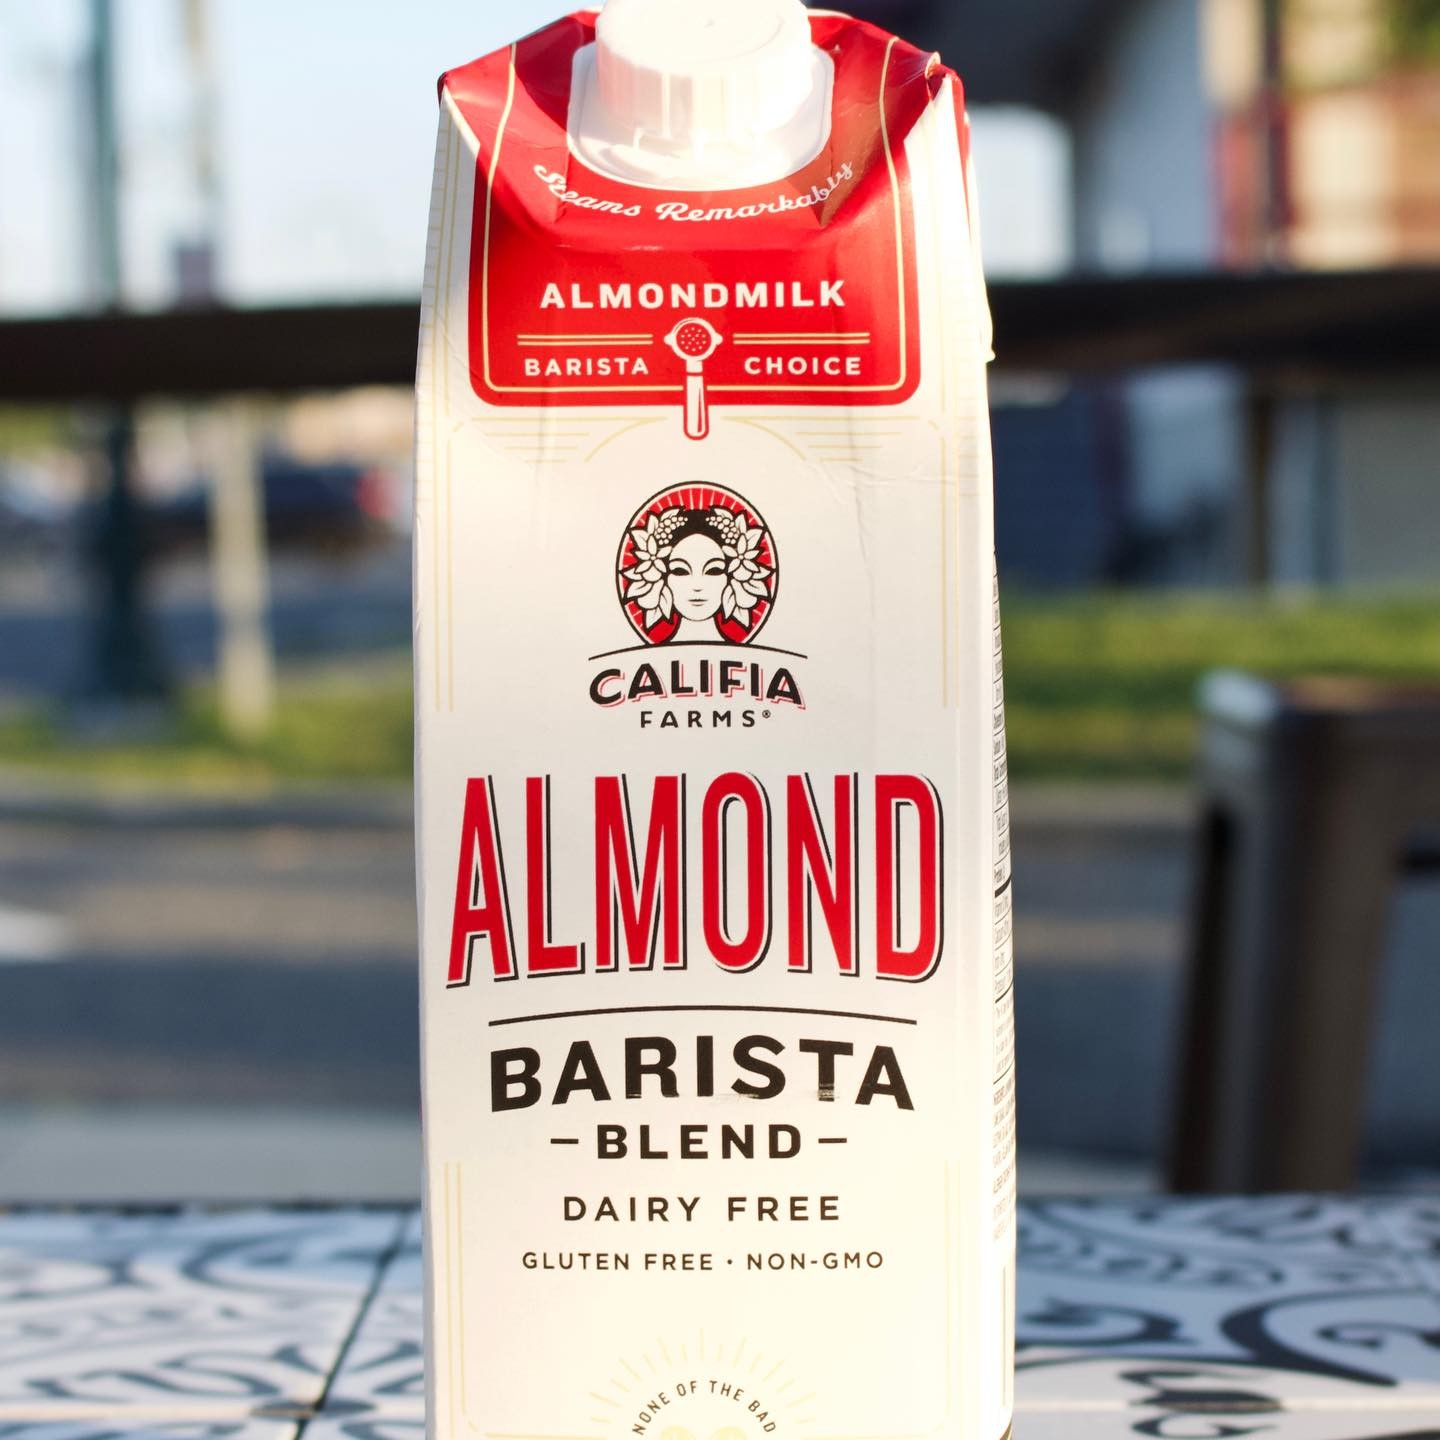 Steams Remarkably
ALMONDMILK
BARISTA CHOICE
CALIFIA
FARMS®
ALMOND
BARISTA
-BLEND-
DAIRY FREE
GLUTEN FREE • NON-GMO
NONE OF THE BAD